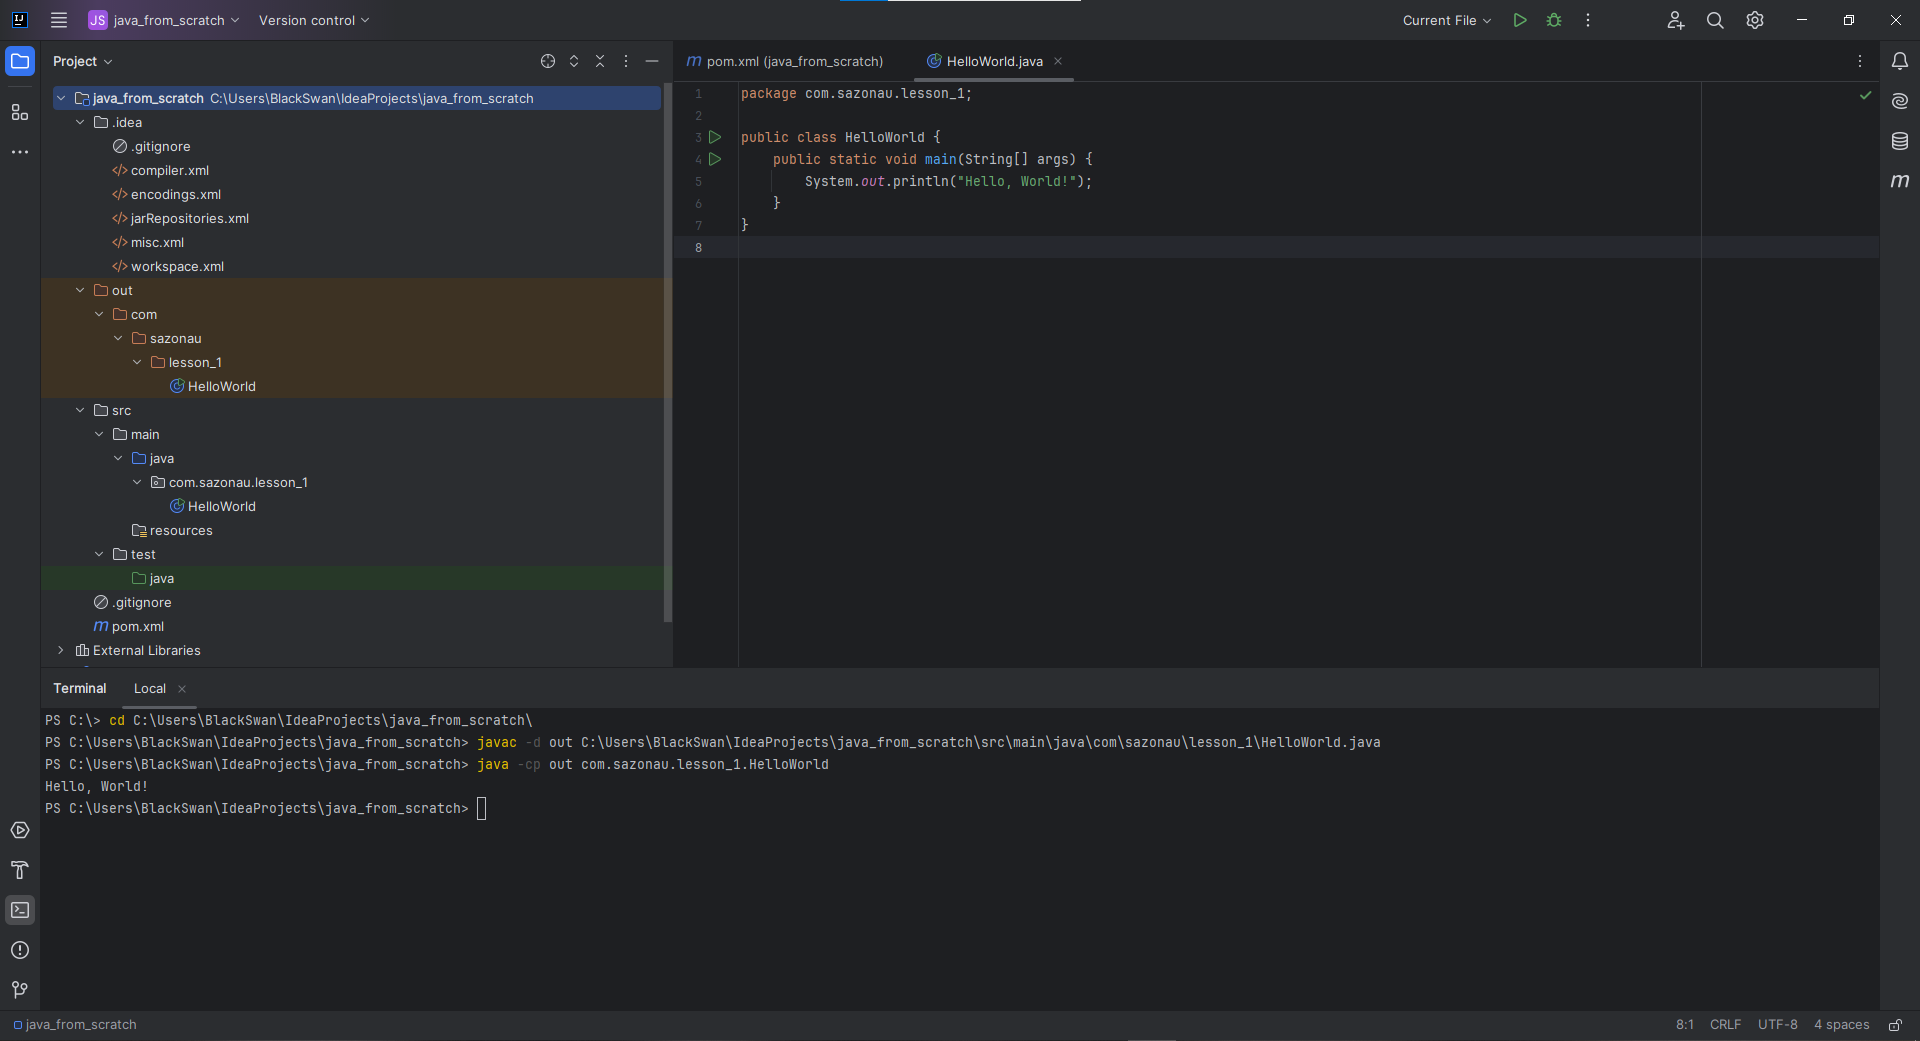 JS java_from_scratch Version control Current File
Project
java_from_scratch C:\Users\BlackSwan\IdeaProjects\java_from_scratch
.idea
.gitignore
compiler.xml
encodings.xml
jarRepositories.xml
misc.xml
workspace.xml
out
com
sazonau
lesson_1
HelloWorld
src
main
java
com.sazonau.lesson_1
HelloWorld
resources
test
java
.gitignore
pom.xml
External Libraries
pom.xml (java_from_scratch) HelloWorld.java
1 package com.sazonau.lesson_1;
2
3 public class HelloWorld {
4 public static void main(String[] args) {
5 System.out.println("Hello, World!");
6 }
7 }
8
Terminal Local
PS C:\> cd C:\Users\BlackSwan\IdeaProjects\java_from_scratch\
PS C:\Users\BlackSwan\IdeaProjects\java_from_scratch> javac -d out C:\Users\BlackSwan\IdeaProjects\java_from_scratch\src\main\java\com\sazonau\lesson_1\HelloWorld.java
PS C:\Users\BlackSwan\IdeaProjects\java_from_scratch> java -cp out com.sazonau.lesson_1.HelloWorld
Hello, World!
PS C:\Users\BlackSwan\IdeaProjects\java_from_scratch>
java_from_scratch 8:1 CRLF UTF-8 4 spaces